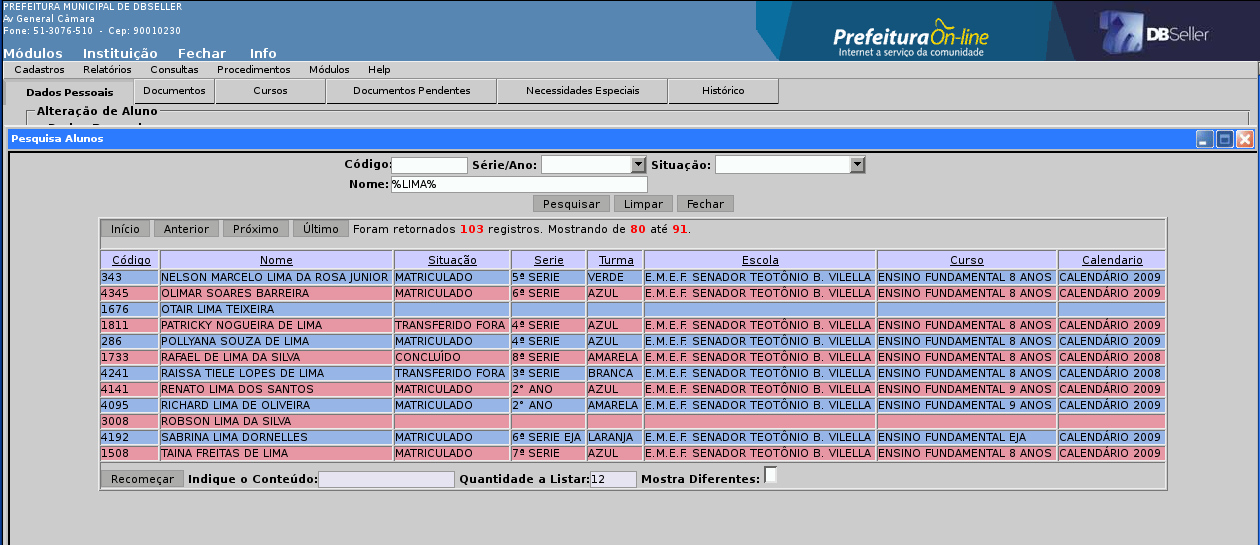 PREFEITURA MUNICIPAL DE DBSELLER
Av General Câmara
Fone: 51-3076-510 - Cep: 90010230
PrefeituraOn-line
Internet a serviço da comunidade
DBSeller
Módulos Instituição Fechar Info
Cadastros Relatórios Consultas Procedimentos Módulos Help
Dados Pessoais Documentos Cursos Documentos Pendentes Necessidades Especiais Histórico
Alteração de Aluno
Pesquisa Alunos
Código: Série/Ano: Situação:
Nome: %LIMA%
Pesquisar Limpar Fechar
Início Anterior Próximo Último Foram retornados 103 registros. Mostrando de 80 até 91.
Código Nome Situação Serie Turma Escola Curso Calendario
343 NELSON MARCELO LIMA DA ROSA JUNIOR MATRICULADO 5ª SERIE VERDE E.M.E.F. SENADOR TEOTÔNIO B. VILELLA ENSINO FUNDAMENTAL 8 ANOS CALENDÁRIO 2009
4345 OLIMAR SOARES BARREIRA MATRICULADO 6ª SERIE AZUL E.M.E.F. SENADOR TEOTÔNIO B. VILELLA ENSINO FUNDAMENTAL 8 ANOS CALENDÁRIO 2009
1676 OTAIR LIMA TEIXEIRA
1811 PATRICKY NOGUEIRA DE LIMA TRANSFERIDO FORA 4ª SERIE AZUL E.M.E.F. SENADOR TEOTÔNIO B. VILELLA ENSINO FUNDAMENTAL 8 ANOS CALENDÁRIO 2009
286 POLLYANA SOUZA DE LIMA MATRICULADO 4ª SERIE AZUL E.M.E.F. SENADOR TEOTÔNIO B. VILELLA ENSINO FUNDAMENTAL 8 ANOS CALENDÁRIO 2009
1733 RAFAEL DE LIMA DA SILVA CONCLUÍDO 8ª SERIE AMARELA E.M.E.F. SENADOR TEOTÔNIO B. VILELLA ENSINO FUNDAMENTAL 8 ANOS CALENDÁRIO 2008
4241 RAISSA TIELE LOPES DE LIMA TRANSFERIDO FORA 3ª SERIE BRANCA E.M.E.F. SENADOR TEOTÔNIO B. VILELLA ENSINO FUNDAMENTAL 8 ANOS CALENDÁRIO 2008
4141 RENATO LIMA DOS SANTOS MATRICULADO 2° ANO AZUL E.M.E.F. SENADOR TEOTÔNIO B. VILELLA ENSINO FUNDAMENTAL 9 ANOS CALENDÁRIO 2009
4095 RICHARD LIMA DE OLIVEIRA MATRICULADO 2° ANO AMARELA E.M.E.F. SENADOR TEOTÔNIO B. VILELLA ENSINO FUNDAMENTAL 9 ANOS CALENDÁRIO 2009
3008 ROBSON LIMA DA SILVA
4192 SABRINA LIMA DORNELLES MATRICULADO 6ª SERIE EJA LARANJA E.M.E.F. SENADOR TEOTÔNIO B. VILELLA ENSINO FUNDAMENTAL EJA CALENDÁRIO 2009
1508 TAINA FREITAS DE LIMA MATRICULADO 7ª SERIE AZUL E.M.E.F. SENADOR TEOTÔNIO B. VILELLA ENSINO FUNDAMENTAL 8 ANOS CALENDÁRIO 2009
Recomeçar Indique o Conteúdo: Quantidade a Listar: 12 Mostra Diferentes: